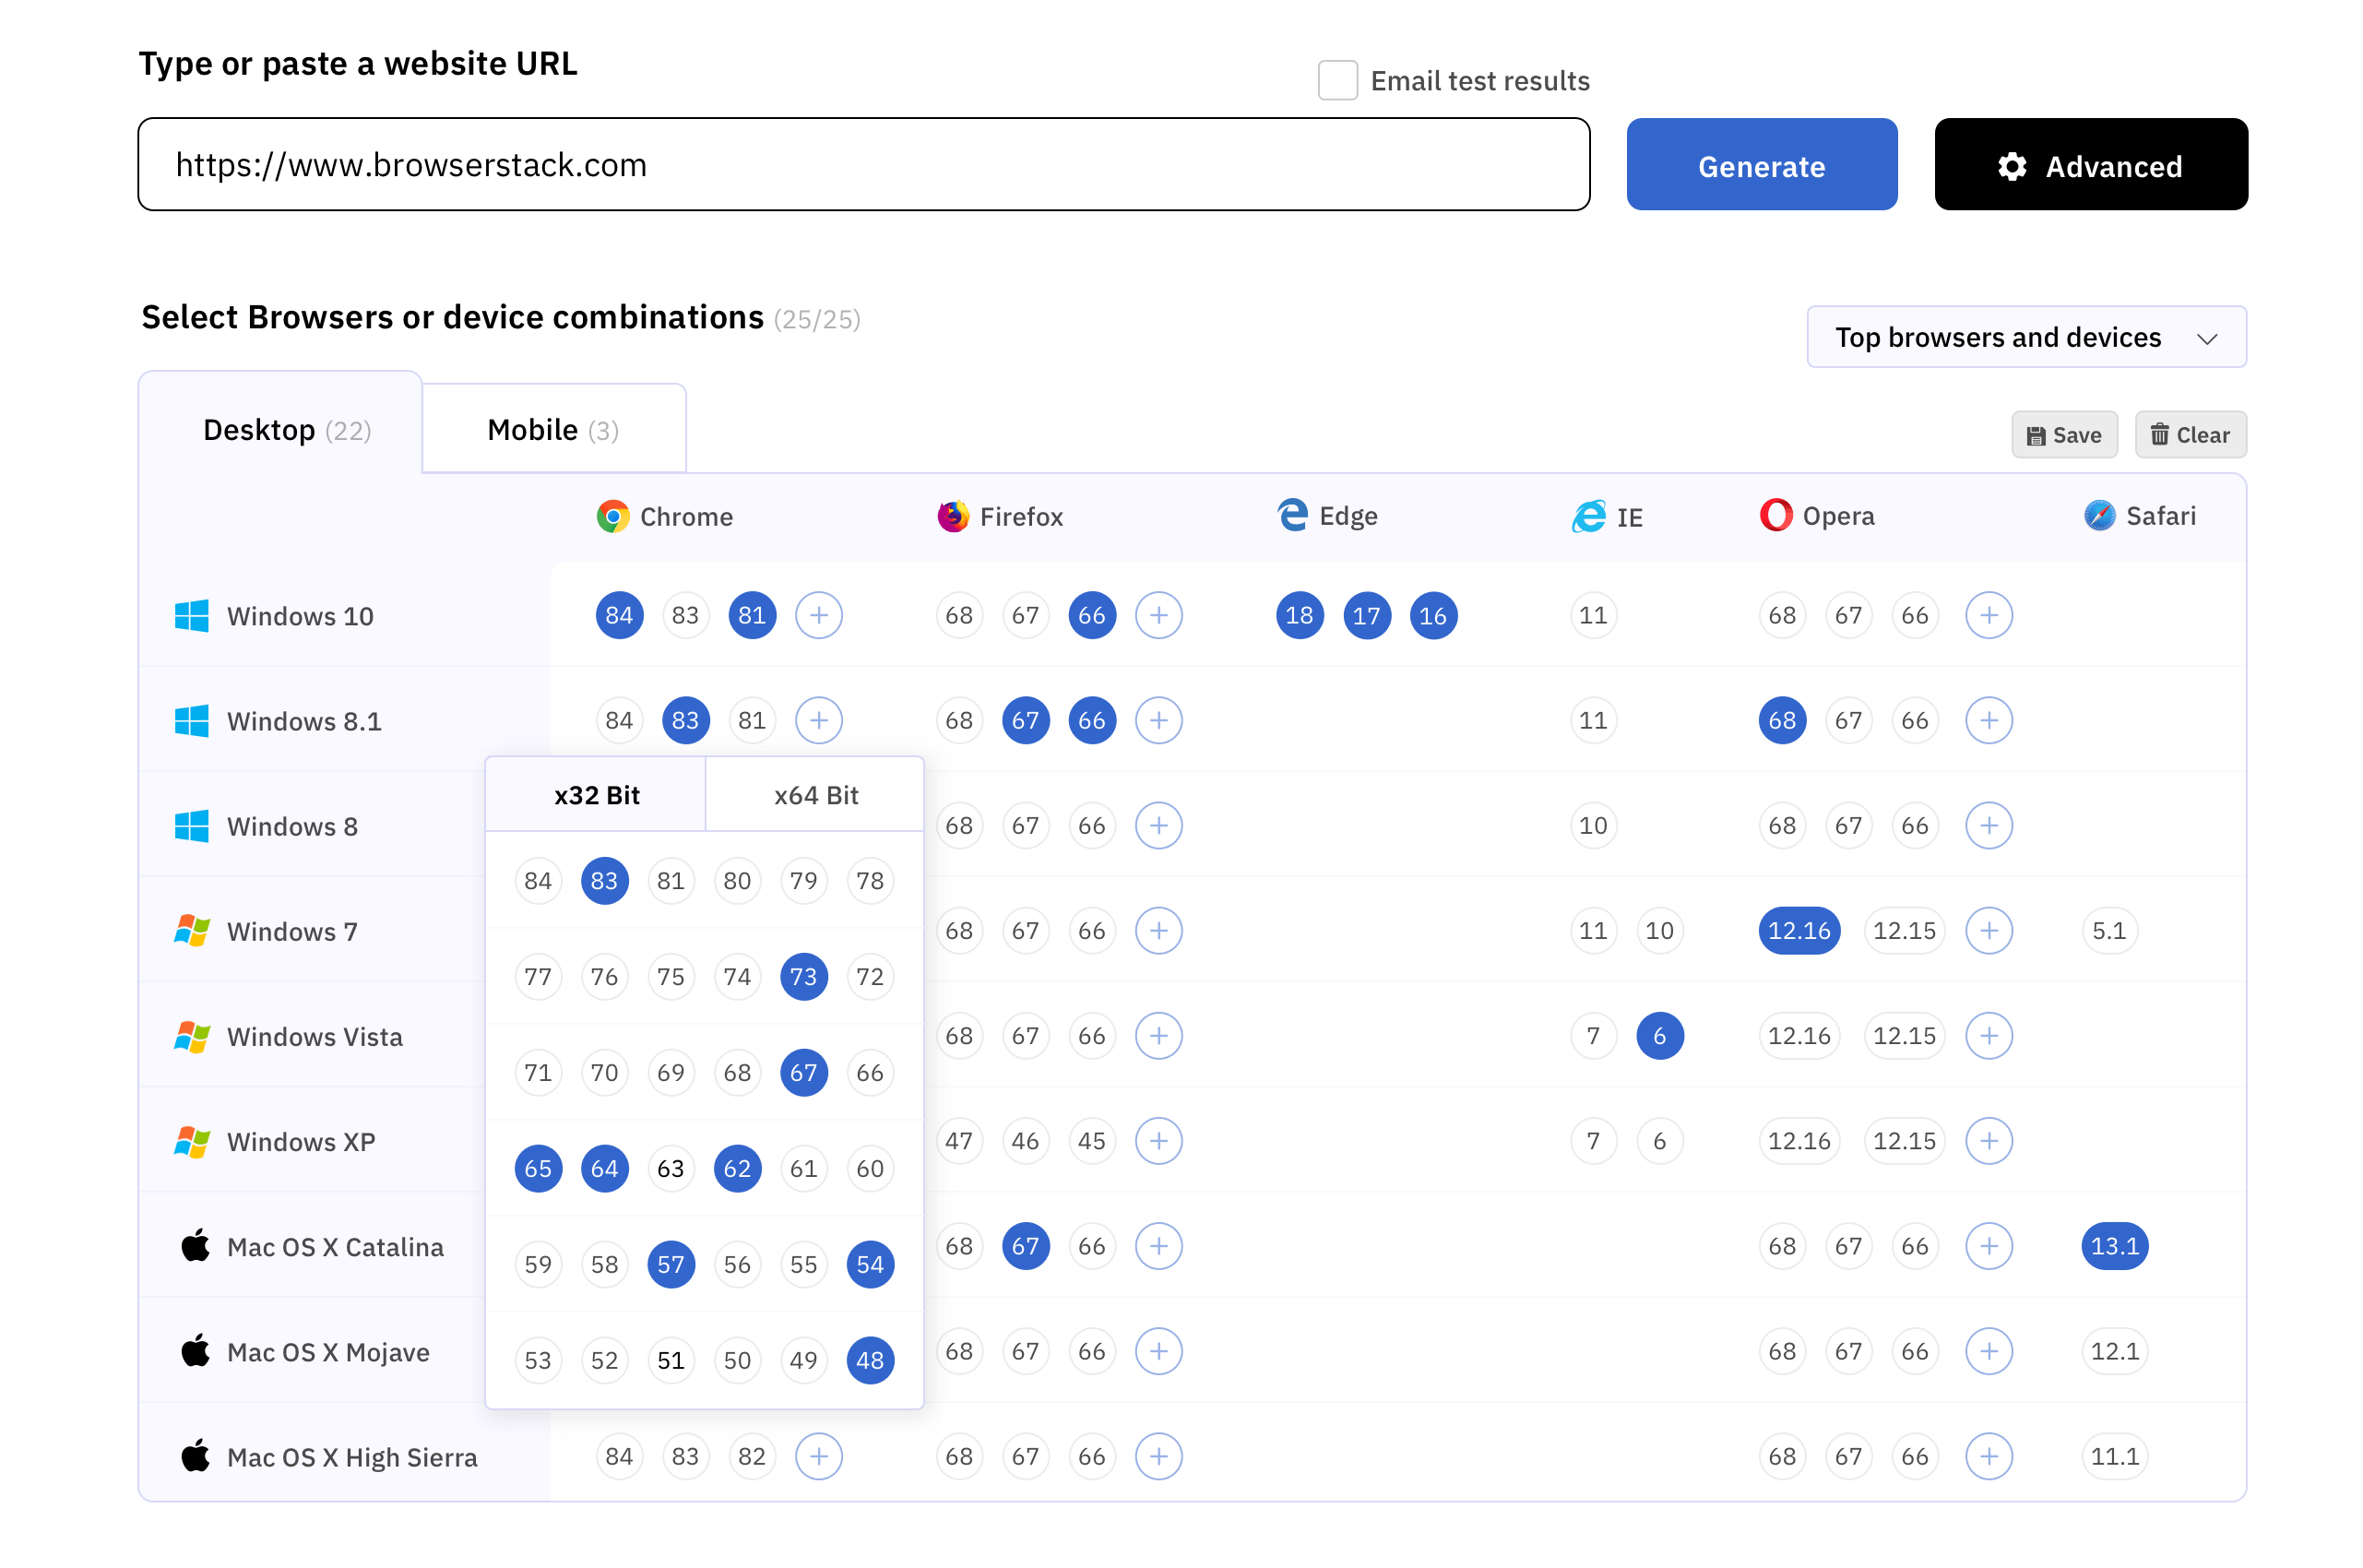 Type or paste a website URL
Email test results
https://www.browserstack.com
Generate
Advanced
Select Browsers or device combinations (25/25)
Top browsers and devices
Desktop (22)
Mobile (3)
Save
Clear
Chrome Firefox Edge IE Opera Safari
Windows 10 84 83 81 + 68 67 66 + 18 17 16 11 68 67 66 +
Windows 8.1 84 83 81 + 68 67 66 + 11 68 67 66 +
Windows 8 68 67 66 + 10 68 67 66 +
Windows 7 68 67 66 + 11 10 12.16 12.15 + 5.1
Windows Vista 68 67 66 + 7 6 12.16 12.15 +
Windows XP 47 46 45 + 7 6 12.16 12.15 +
Mac OS X Catalina 68 67 66 + 68 67 66 + 13.1
Mac OS X Mojave 68 67 66 + 68 67 66 + 12.1
Mac OS X High Sierra 84 83 82 + 68 67 66 + 68 67 66 + 11.1
x32 Bit x64 Bit
84 83 81 80 79 78
77 76 75 74 73 72
71 70 69 68 67 66
65 64 63 62 61 60
59 58 57 56 55 54
53 52 51 50 49 48